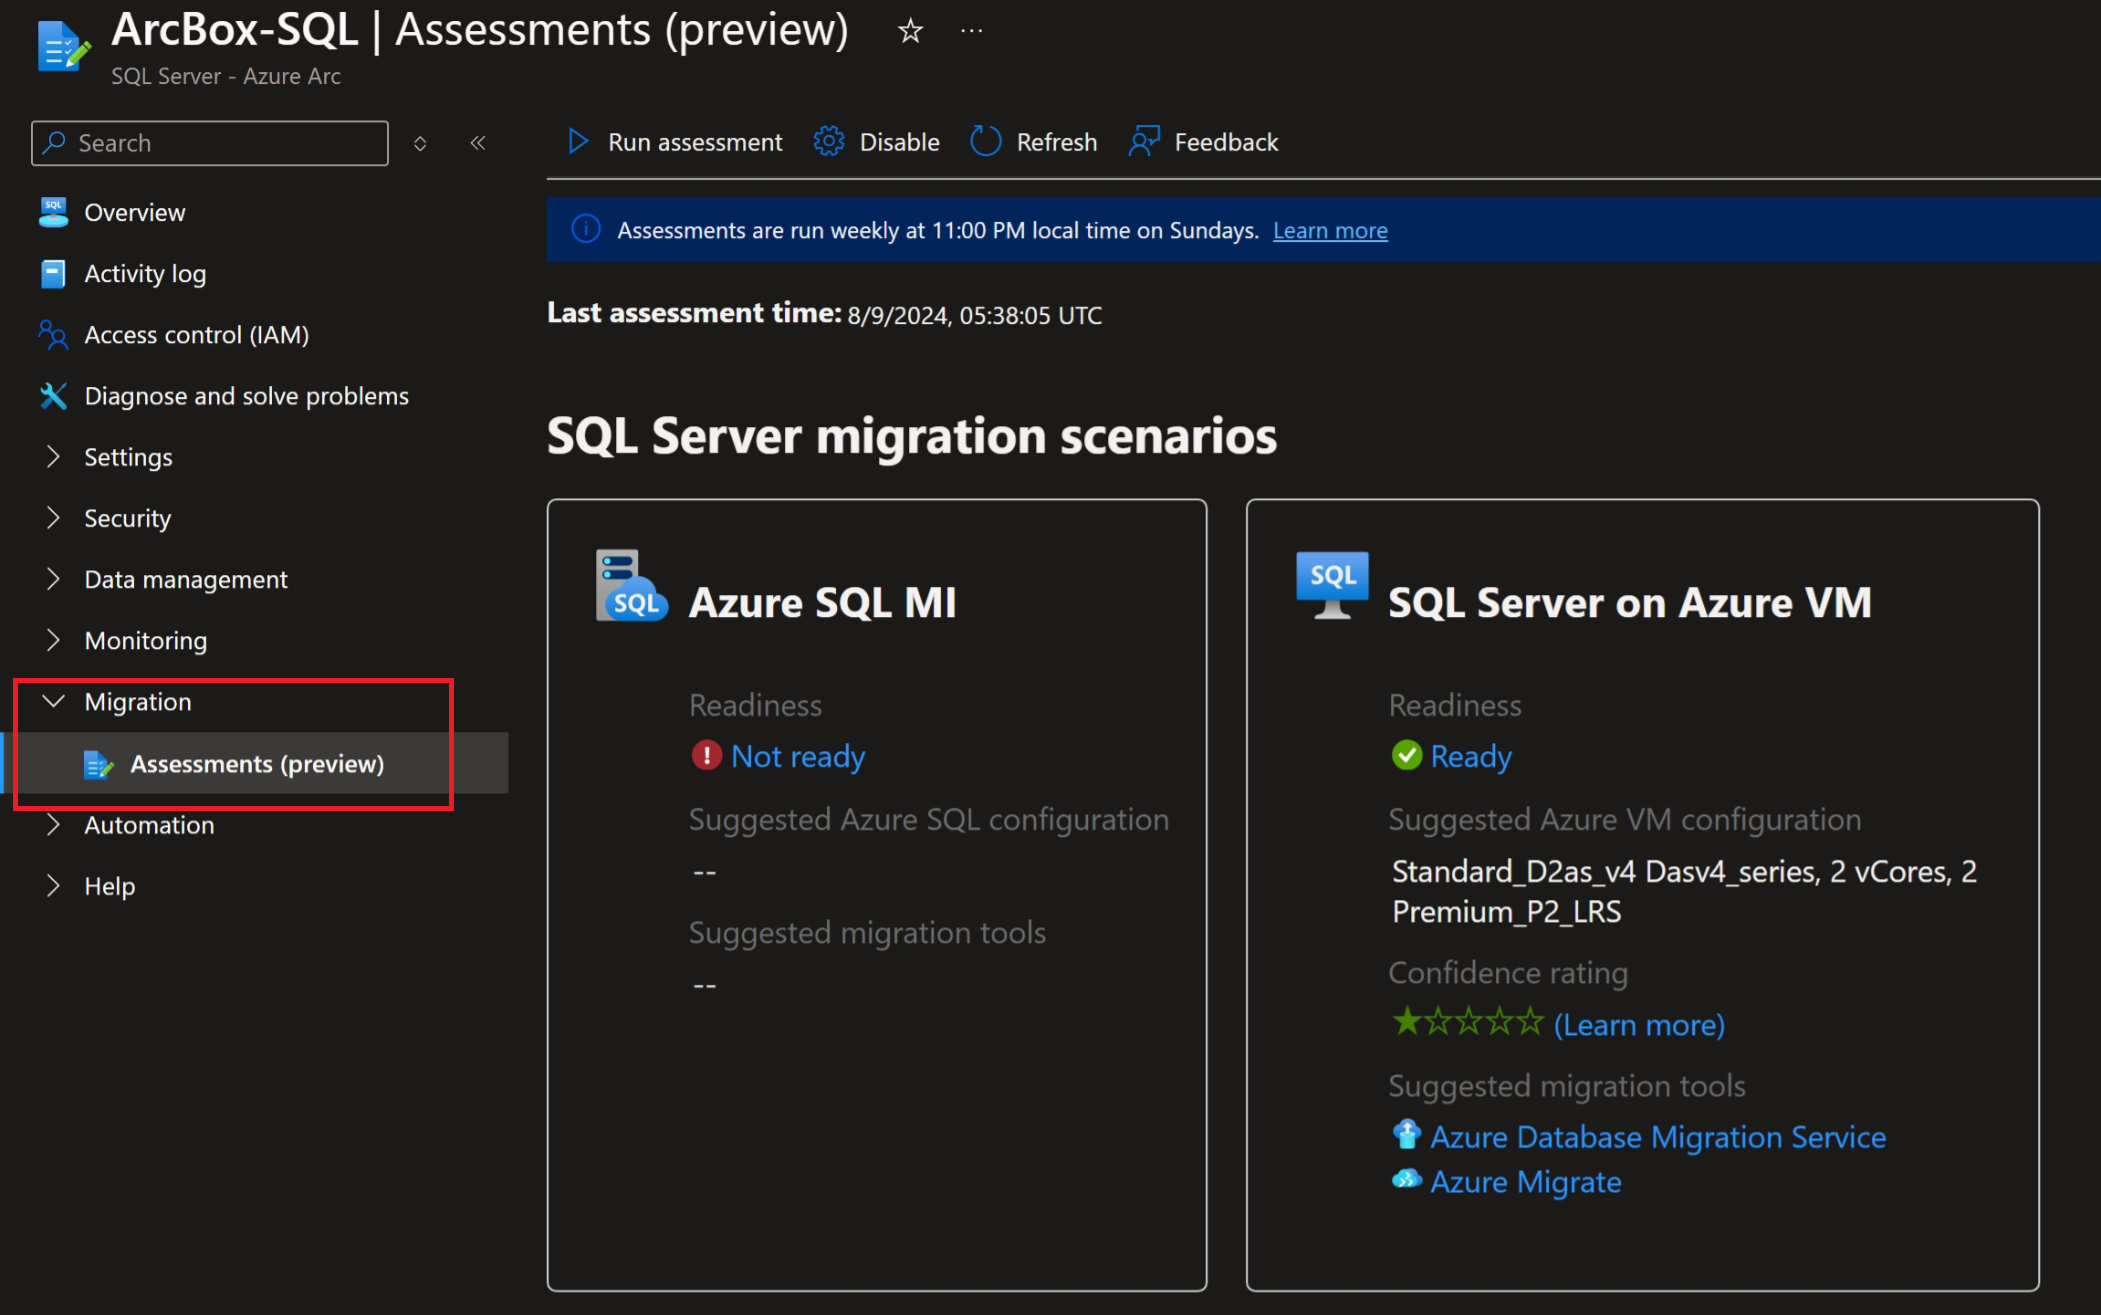 ArcBox-SQL | Assessments (preview) ☆ ...
SQL Server - Azure Arc
Search
Overview
Activity log
Access control (IAM)
Diagnose and solve problems
Settings
Security
Data management
Monitoring
Migration
Assessments (preview)
Automation
Help
Run assessment Disable Refresh Feedback
Assessments are run weekly at 11:00 PM local time on Sundays. Learn more
Last assessment time: 8/9/2024, 05:38:05 UTC
SQL Server migration scenarios
SQL
Azure SQL MI
Readiness
Not ready
Suggested Azure SQL configuration
--
Suggested migration tools
--
SQL
SQL Server on Azure VM
Readiness
Ready
Suggested Azure VM configuration
Standard_D2as_v4 Dasv4_series, 2 vCores, 2
Premium_P2_LRS
Confidence rating
★☆☆☆☆ (Learn more)
Suggested migration tools
Azure Database Migration Service
Azure Migrate